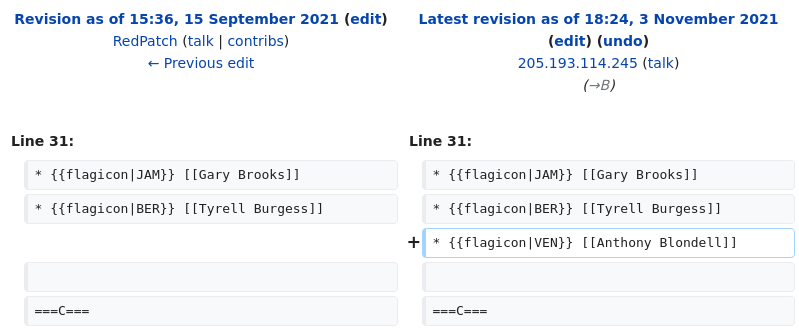 Revision as of 15:36, 15 September 2021 (edit)
RedPatch (talk | contribs)
← Previous edit
Latest revision as of 18:24, 3 November 2021
(edit) (undo)
205.193.114.245 (talk)
(→B)
Line 31:
Line 31:
* {{flagicon|JAM}} [[Gary Brooks]]
* {{flagicon|JAM}} [[Gary Brooks]]
* {{flagicon|BER}} [[Tyrell Burgess]]
* {{flagicon|BER}} [[Tyrell Burgess]]
+ * {{flagicon|VEN}} [[Anthony Blondell]]
===C===
===C===